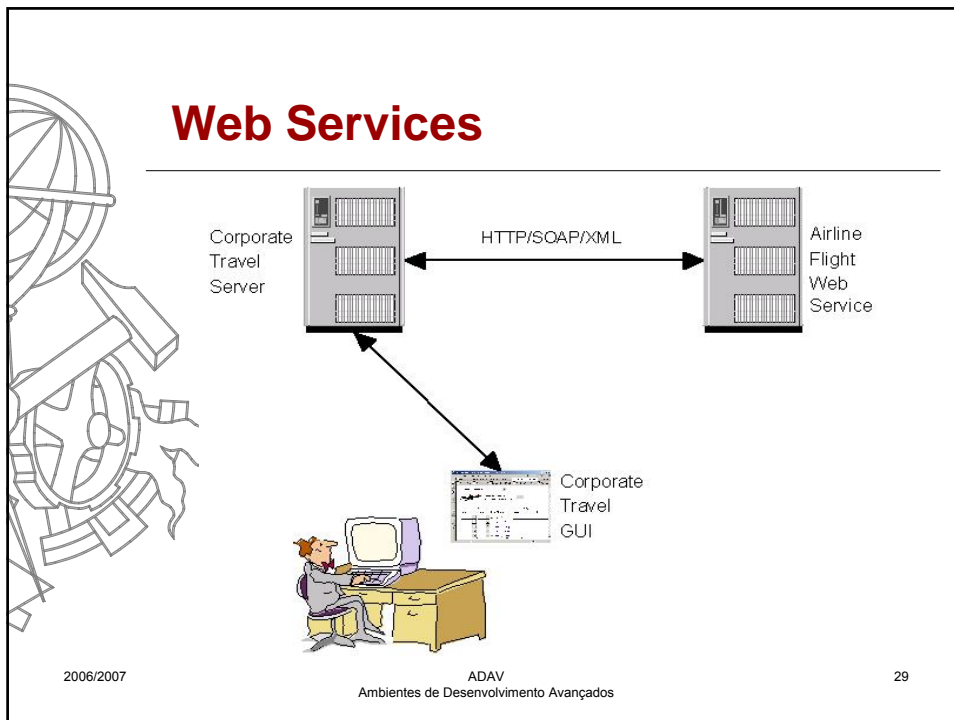 Web Services
Corporate
Travel
Server
HTTP/SOAP/XML
Airline
Flight
Web
Service
Corporate
Travel
GUI
2006/2007
ADAV
Ambientes de Desenvolvimento Avançados
29